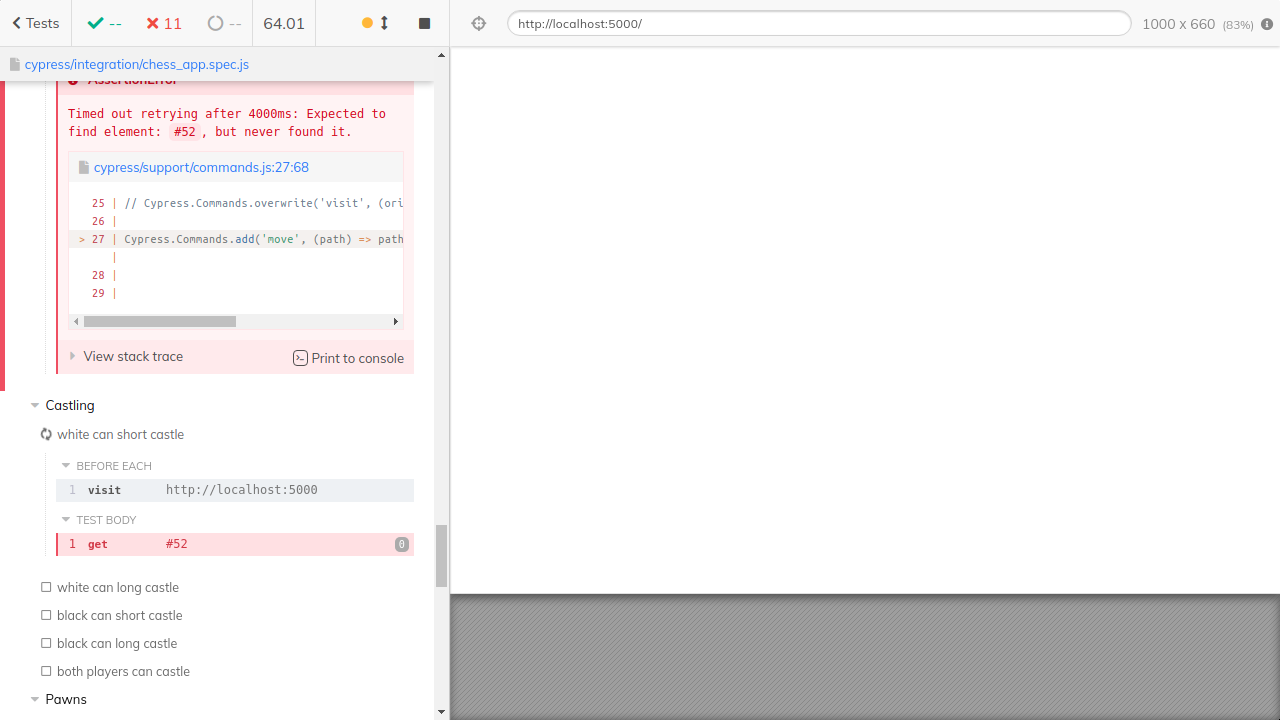 Tests
--
11
--
64.01
http://localhost:5000/
1000 x 660 (83%)
cypress/integration/chess_app.spec.js
AssertionError
Timed out retrying after 4000ms: Expected to
find element: #52, but never found it.
cypress/support/commands.js:27:68
25 | // Cypress.Commands.overwrite('visit', (ori
26 |
> 27 | Cypress.Commands.add('move', (path) => path
|
28 |
29 |
View stack trace
Print to console
Castling
white can short castle
BEFORE EACH
1 visit http://localhost:5000
TEST BODY
1 get #52 0
white can long castle
black can short castle
black can long castle
both players can castle
Pawns